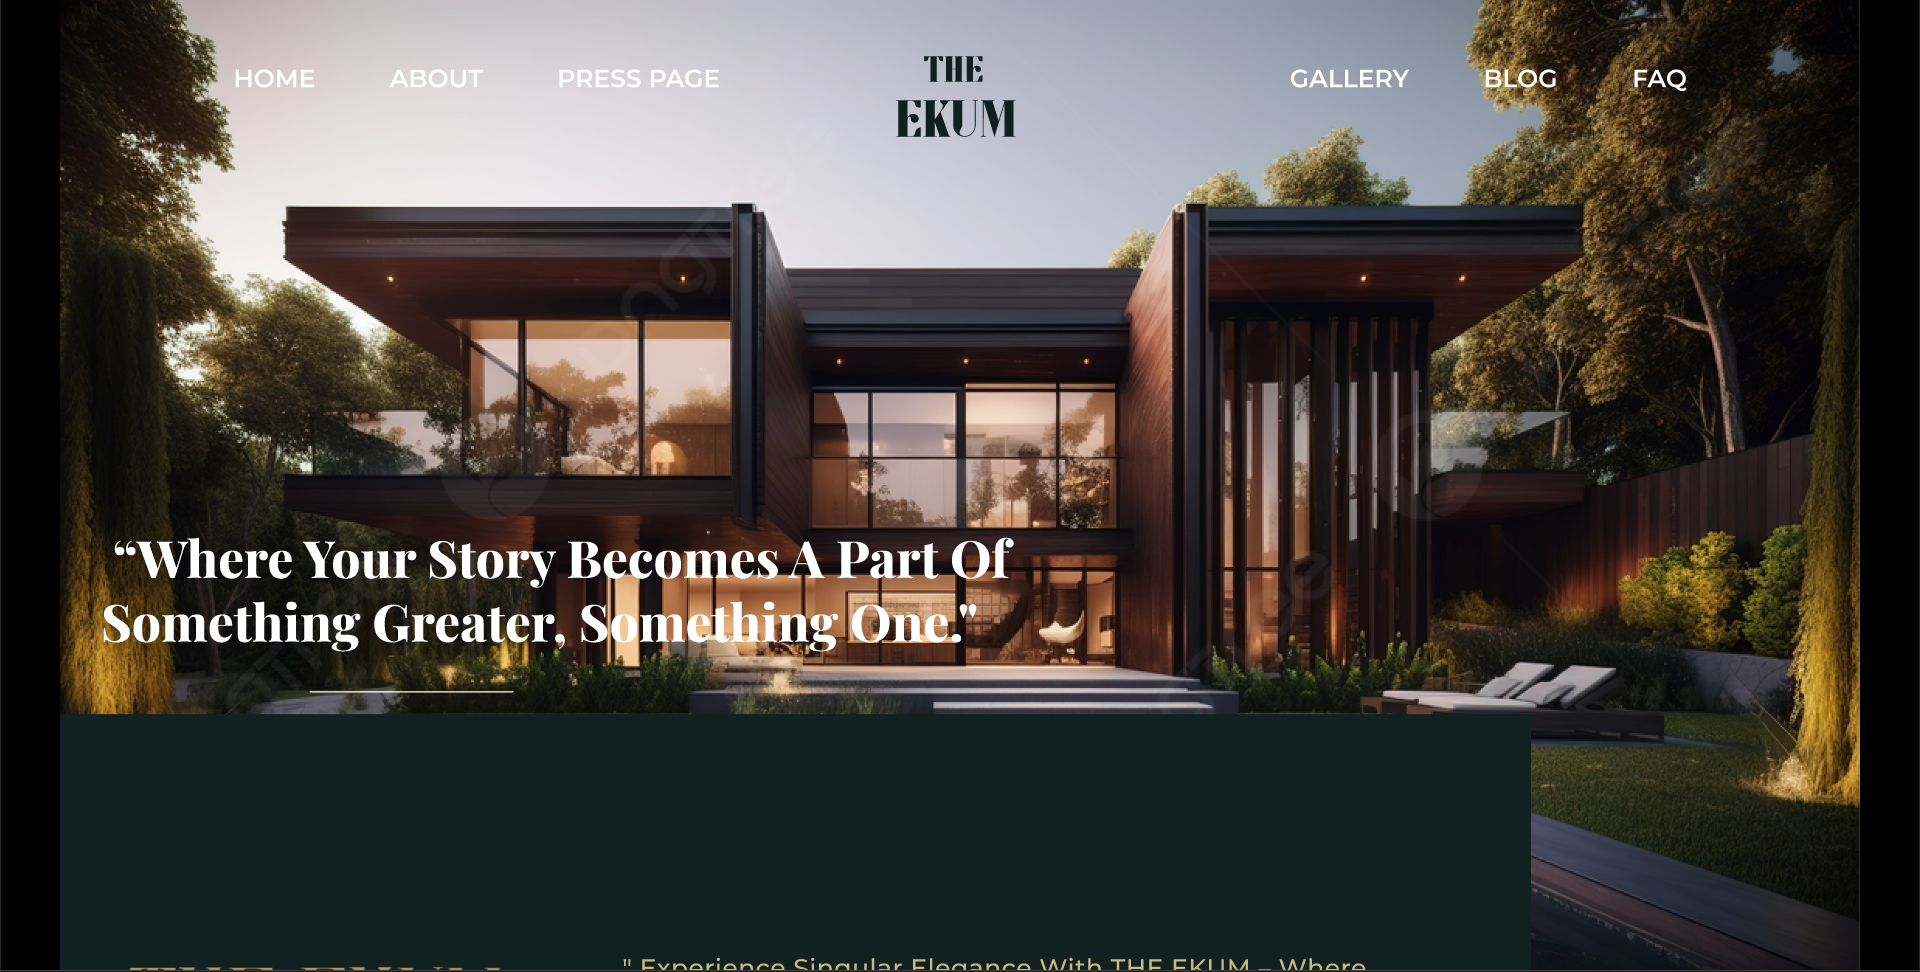 HOME ABOUT PRESS PAGE THE EKUM GALLERY BLOG FAQ
“Where Your Story Becomes A Part Of
Something Greater, Something One."
" Experience Singular Elegance With THE EKUM – Where